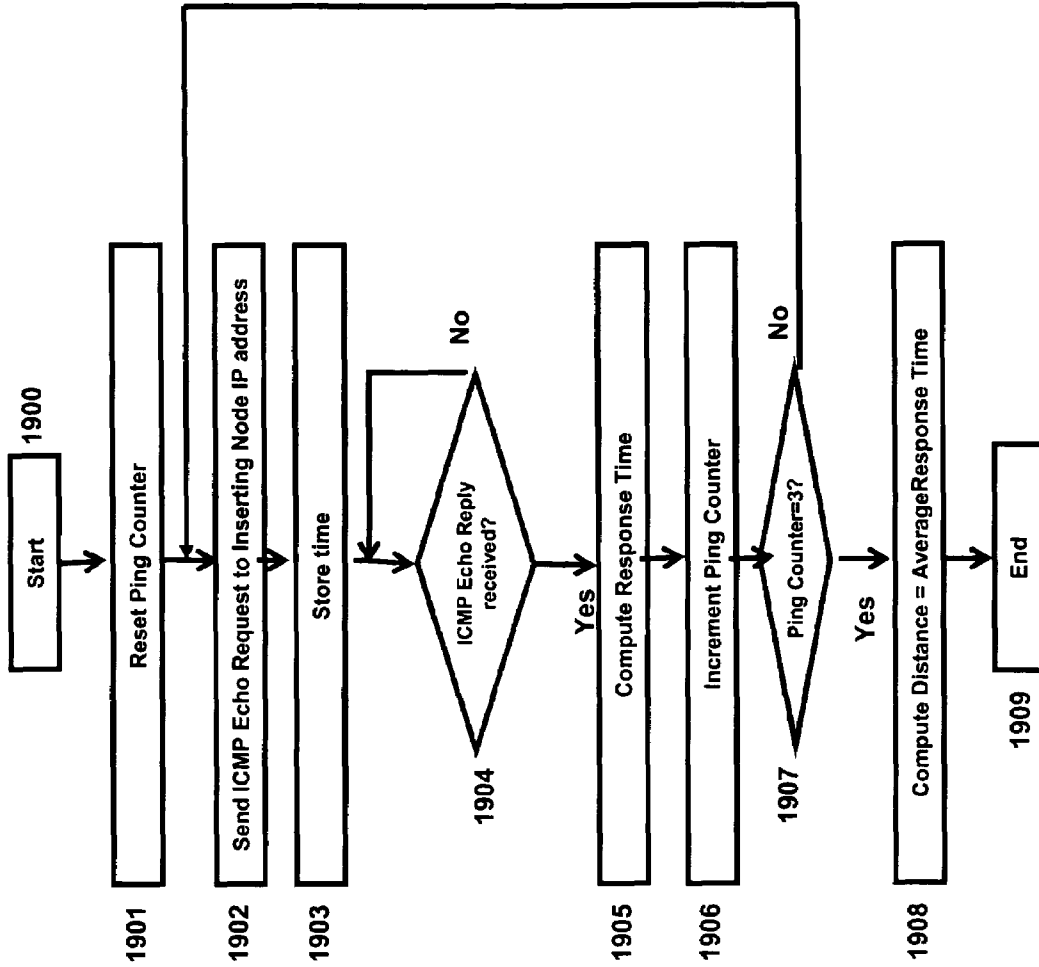 Start
1900
Reset Ping Counter
1901
Send ICMP Echo Request to Inserting Node IP address
1902
Store time
1903
ICMP Echo Reply
received?
No
1904
Yes
Compute Response Time
1905
Increment Ping Counter
1906
Ping Counter=3?
No
1907
Yes
Compute Distance = AverageResponse Time
1908
End
1909